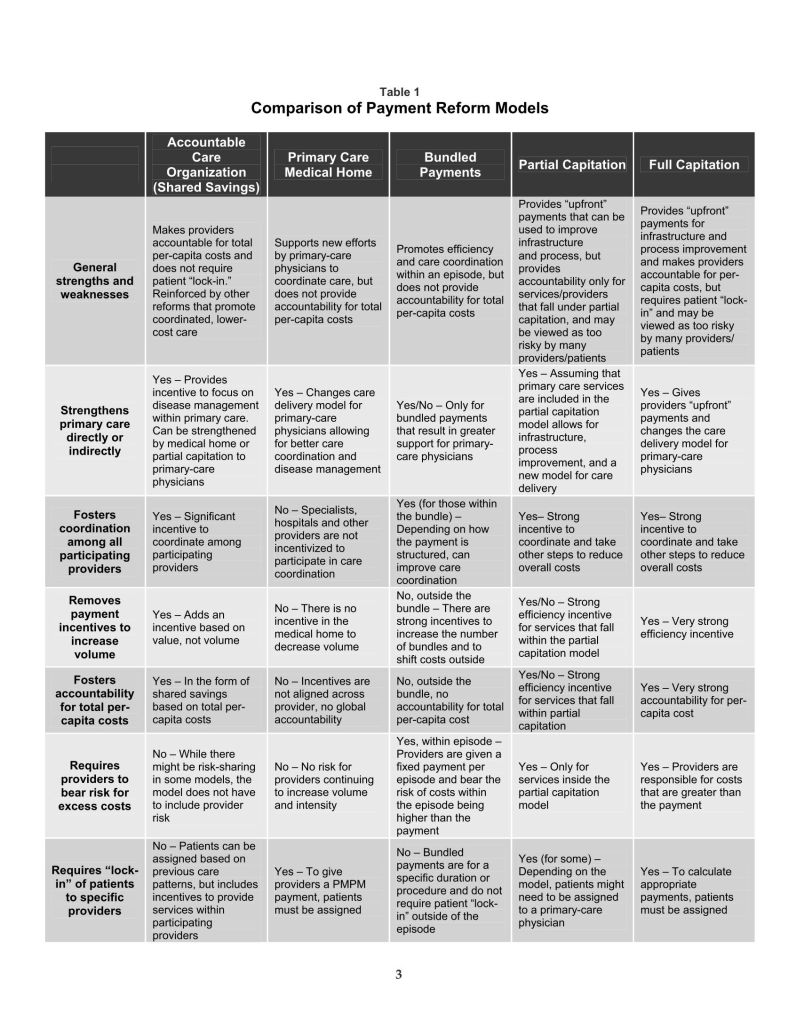 Table 1
Comparison of Payment Reform Models
Accountable
Care
Organization
(Shared Savings)
Primary Care
Medical Home
Bundled
Payments
Partial Capitation
Full Capitation
General
strengths and
weaknesses
Makes providers
accountable for total
per-capita costs and
does not require
patient “lock-in.”
Reinforced by other
reforms that promote
coordinated, lower-
cost care
Supports new efforts
by primary-care
physicians to
coordinate care, but
does not provide
accountability for total
per-capita costs
Promotes efficiency
and care coordination
within an episode, but
does not provide
accountability for total
per-capita costs
Provides “upfront”
payments that can be
used to improve
infrastructure
and process, but
provides
accountability only for
services/providers
that fall under partial
capitation, and may
be viewed as too
risky by many
providers/patients
Provides “upfront”
payments for
infrastructure and
process improvement
and makes providers
accountable for per-
capita costs, but
requires patient “lock-
in” and may be
viewed as too risky
by many providers/
patients
Strengthens
primary care
directly or
indirectly
Yes – Provides
incentive to focus on
disease management
within primary care.
Can be strengthened
by medical home or
partial capitation to
primary-care
physicians
Yes – Changes care
delivery model for
primary-care
physicians allowing
for better care
coordination and
disease management
Yes/No – Only for
bundled payments
that result in greater
support for primary-
care physicians
Yes – Assuming that
primary care services
are included in the
partial capitation
model allows for
infrastructure,
process
improvement, and a
new model for care
delivery
Yes – Gives
providers “upfront”
payments and
changes the care
delivery model for
primary-care
physicians
Fosters
coordination
among all
participating
providers
Yes – Significant
incentive to
coordinate among
participating
providers
No – Specialists,
hospitals and other
providers are not
incentivized to
participate in care
coordination
Yes (for those within
the bundle) –
Depending on how
the payment is
structured, can
improve care
coordination
Yes– Strong
incentive to
coordinate and take
other steps to reduce
overall costs
Yes– Strong
incentive to
coordinate and take
other steps to reduce
overall costs
Removes
payment
incentives to
increase
volume
Yes – Adds an
incentive based on
value, not volume
No – There is no
incentive in the
medical home to
decrease volume
No, outside the
bundle – There are
strong incentives to
increase the number
of bundles and to
shift costs outside
Yes/No – Strong
efficiency incentive
for services that fall
within the partial
capitation model
Yes – Very strong
efficiency incentive
Fosters
accountability
for total per-
capita costs
Yes – In the form of
shared savings
based on total per-
capita costs
No – Incentives are
not aligned across
provider, no global
accountability
No, outside the
bundle, no
accountability for total
per-capita cost
Yes/No – Strong
efficiency incentive
for services that fall
within partial
capitation
Yes – Very strong
accountability for per-
capita cost
Requires
providers to
bear risk for
excess costs
No – While there
might be risk-sharing
in some models, the
model does not have
to include provider
risk
No – No risk for
providers continuing
to increase volume
and intensity
Yes, within episode –
Providers are given a
fixed payment per
episode and bear the
risk of costs within
the episode being
higher than the
payment
Yes – Only for
services inside the
partial capitation
model
Yes – Providers are
responsible for costs
that are greater than
the payment
Requires “lock-
in” of patients
to specific
providers
No – Patients can be
assigned based on
previous care
patterns, but includes
incentives to provide
services within
participating
providers
Yes – To give
providers a PMPM
payment, patients
must be assigned
No – Bundled
payments are for a
specific duration or
procedure and do not
require patient “lock-
in” outside of the
episode
Yes (for some) –
Depending on the
model, patients might
need to be assigned
to a primary-care
physician
Yes – To calculate
appropriate
payments, patients
must be assigned
3